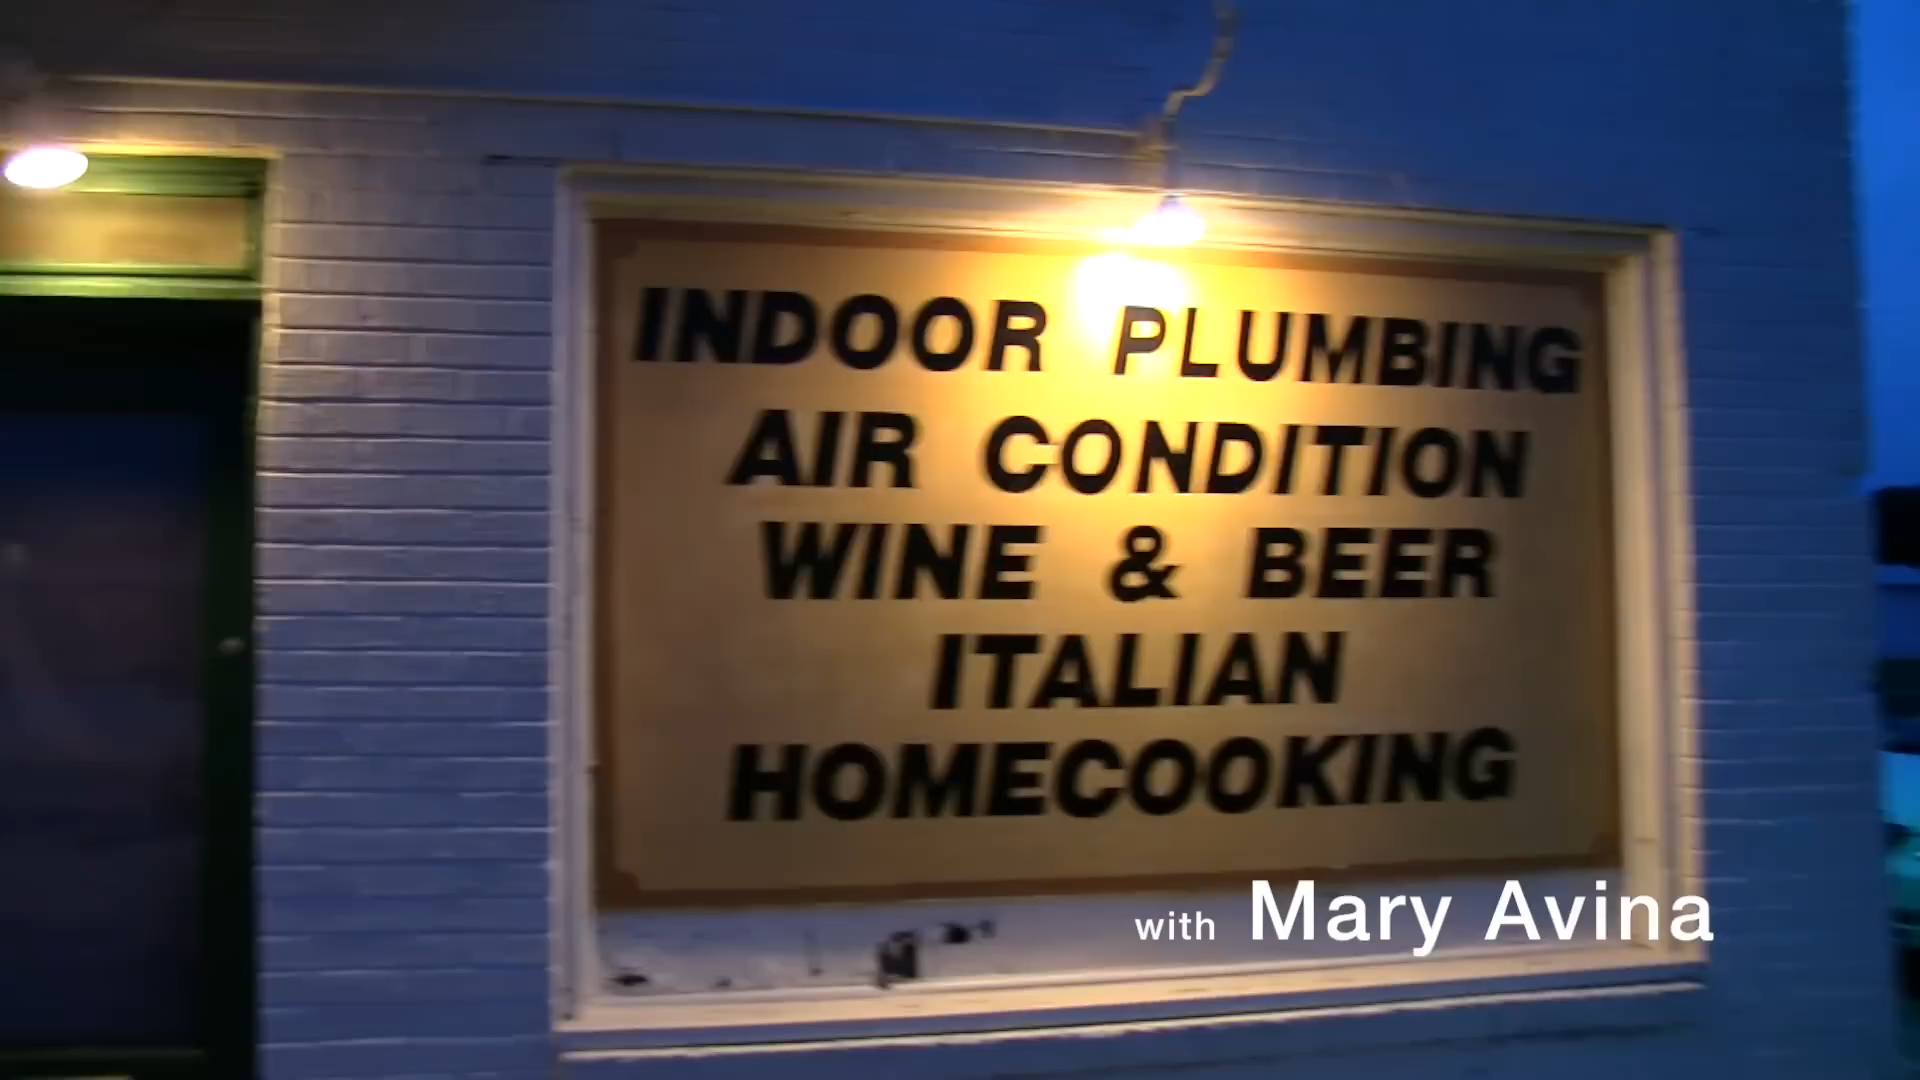 INDOOR PLUMBING
AIR CONDITION
WINE & BEER
ITALIAN
HOMECOOKING
with Mary Avina